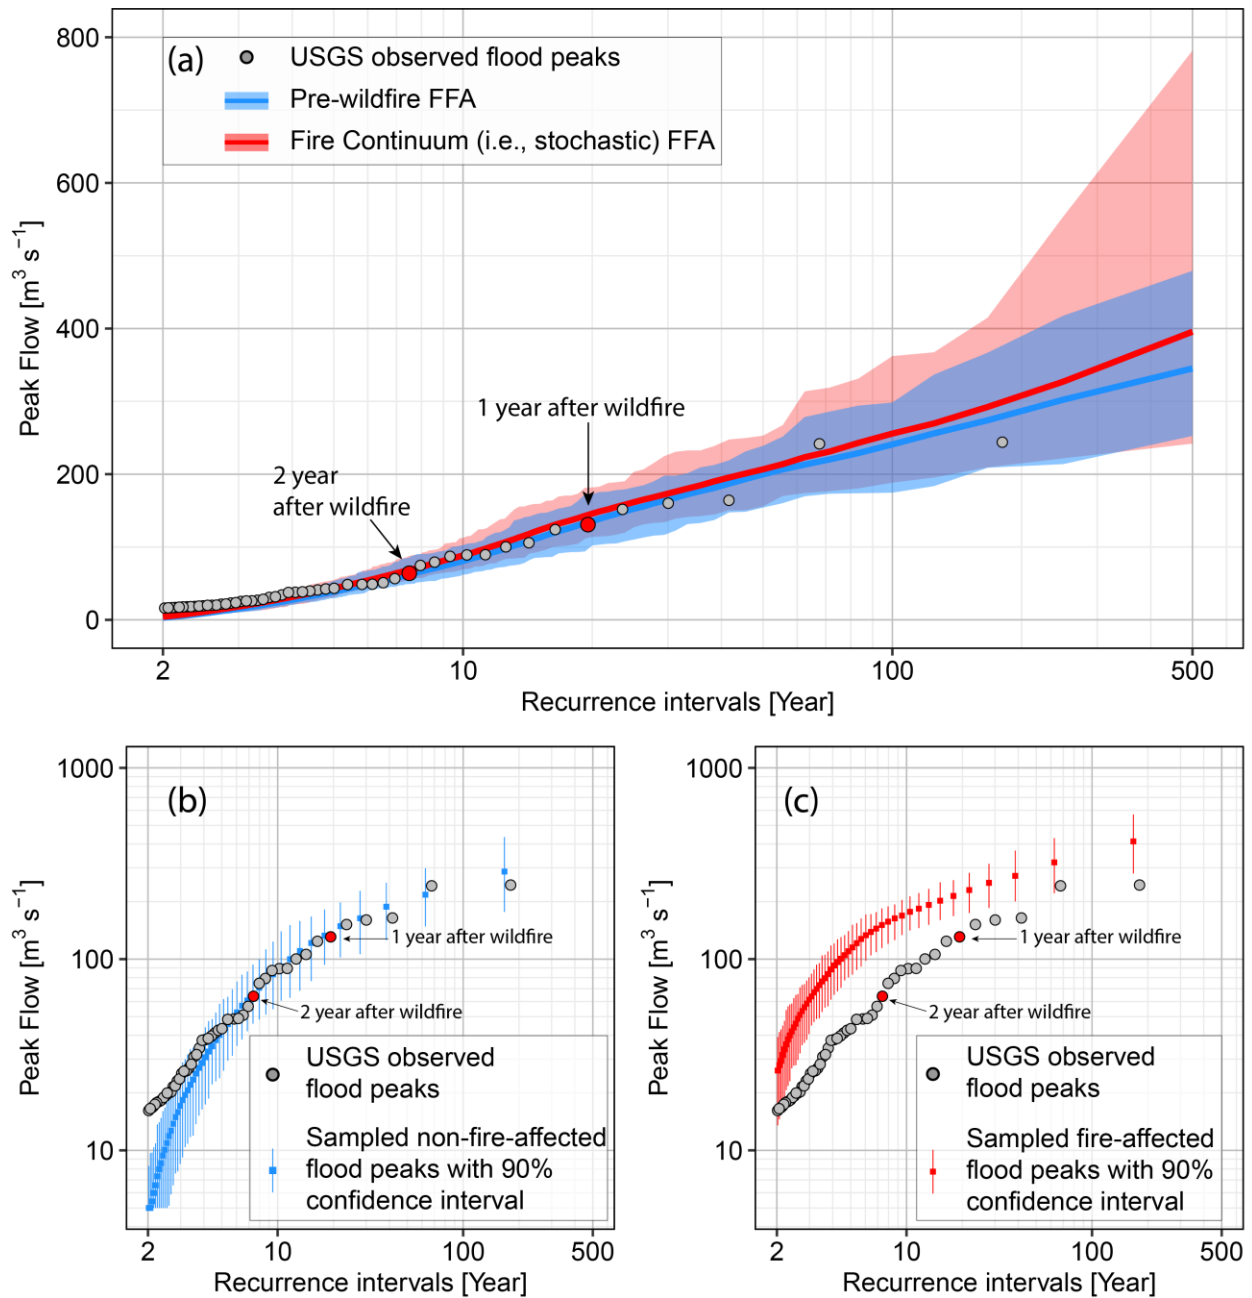 (a)
USGS observed flood peaks
Pre-wildfire FFA
Fire Continuum (i.e., stochastic) FFA
800
600
400
200
0
Peak Flow [m³ s⁻¹]
1 year after wildfire
2 year
after wildfire
2
10
100
500
Recurrence intervals [Year]
(b)
1000
100
10
Peak Flow [m³ s⁻¹]
1 year after wildfire
2 year after wildfire
USGS observed
flood peaks
Sampled non-fire-affected
flood peaks with 90%
confidence interval
2
10
100
500
Recurrence intervals [Year]
(c)
1000
100
10
Peak Flow [m³ s⁻¹]
1 year after wildfire
2 year after wildfire
USGS observed
flood peaks
Sampled fire-affected
flood peaks with 90%
confidence interval
2
10
100
500
Recurrence intervals [Year]